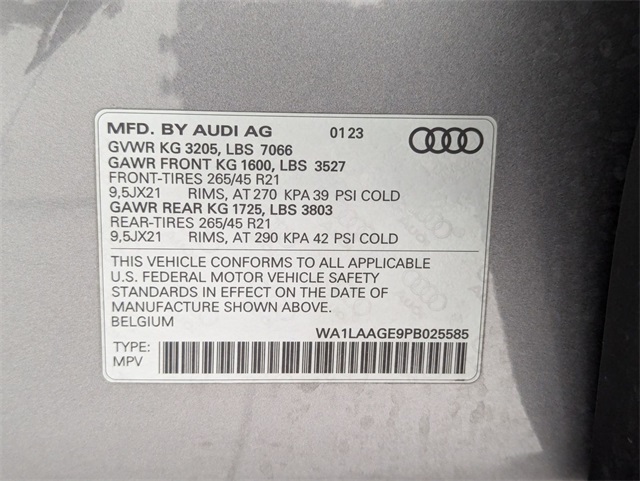 MFD. BY AUDI AG 01 23
GVWR KG 3205, LBS 7066
GAWR FRONT KG 1600, LBS 3527
FRONT-TIRES 265/45 R21
9,5JX21 RIMS, AT 270 KPA 39 PSI COLD
GAWR REAR KG 1725, LBS 3803
REAR-TIRES 265/45 R21
9,5JX21 RIMS, AT 290 KPA 42 PSI COLD
THIS VEHICLE CONFORMS TO ALL APPLICABLE
U.S. FEDERAL MOTOR VEHICLE SAFETY
STANDARDS IN EFFECT ON THE DATE OF
MANUFACTURE SHOWN ABOVE.
BELGIUM WA1LAAGE9PB025585
TYPE:
MPV